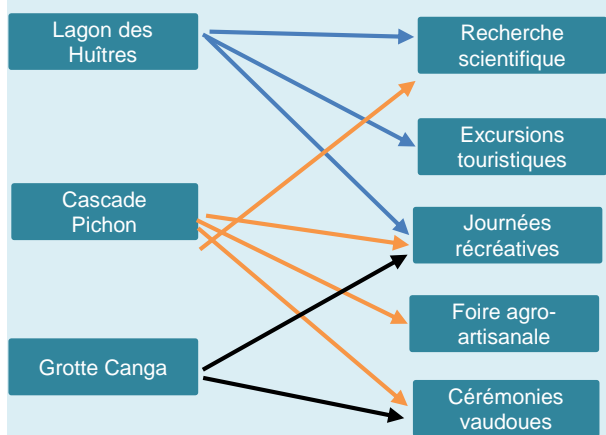 Lagon des
Huîtres
Cascade
Pichon
Grotte Canga
Recherche
scientifique
Excursions
touristiques
Journées
récréatives
Foire agro-
artisanale
Cérémonies
vaudoues